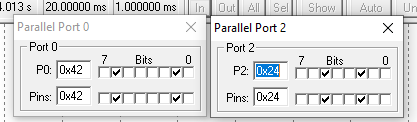 4.013 s 20.00000 ms 1.000000 ms In Out All Sel Show Auto
Parallel Port 0
Port 0
7 Bits 0
P0: 0x42
Pins: 0x42
Parallel Port 2
Port 2
7 Bits 0
P2: 0x24
Pins: 0x24